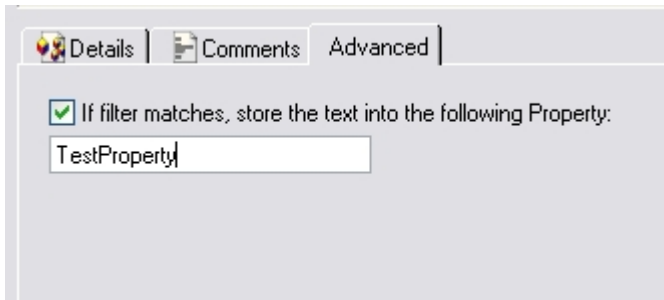 Details Comments Advanced
If filter matches, store the text into the following Property:
TestProperty